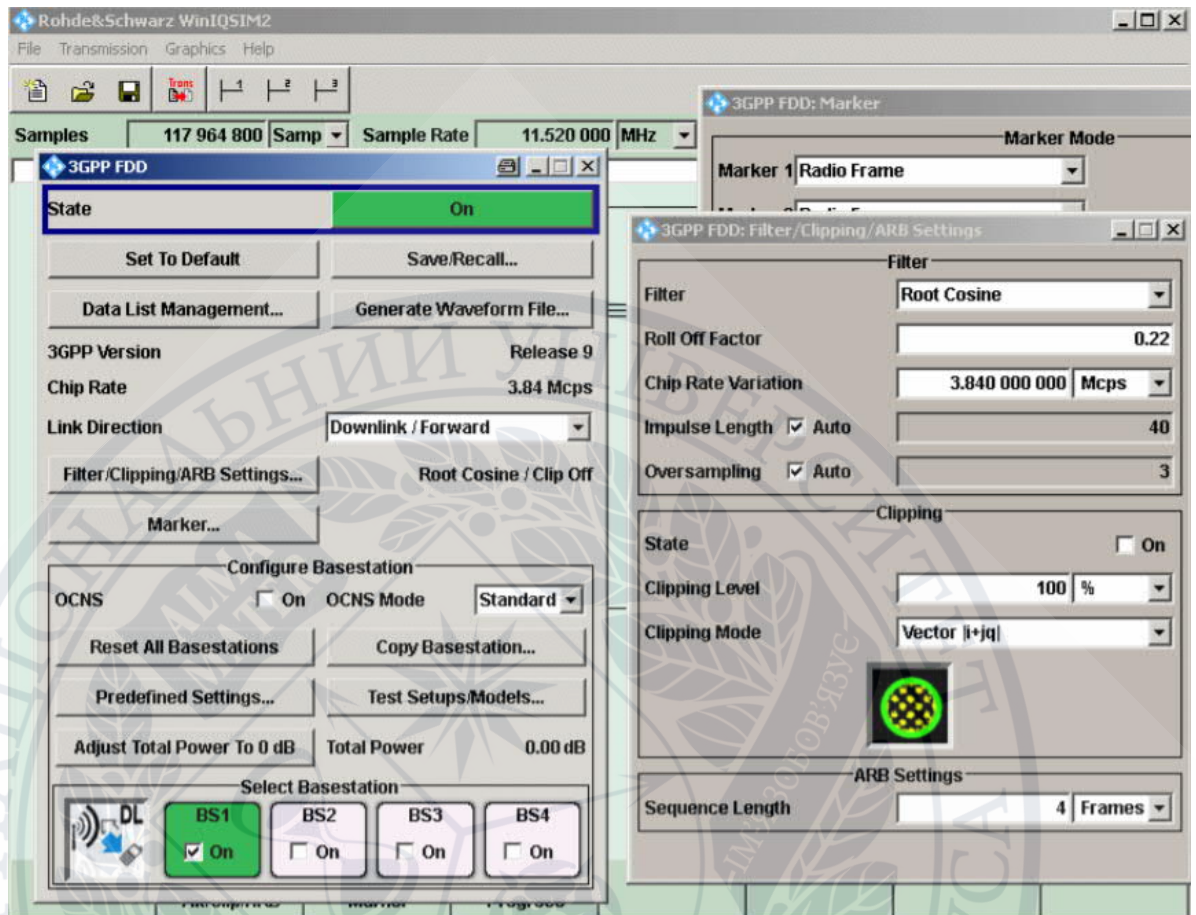 Rohde&Schwarz WinIQSIM2
File Transmission Graphics Help
Trans 1 2 3
Samples 117 964 800 Samp Sample Rate 11.520 000 MHz
3GPP FDD: Marker
Marker Mode
Marker 1 Radio Frame
3GPP FDD
State On
Set To Default Save/Recall...
Data List Management... Generate Waveform File...
3GPP Version Release 9
Chip Rate 3.84 Mcps
Link Direction Downlink / Forward
Filter/Clipping/ARB Settings... Root Cosine / Clip Off
Marker...
Configure Basestation
OCNS On OCNS Mode Standard
Reset All Basestations Copy Basestation...
Predefined Settings... Test Setups/Models...
Adjust Total Power To 0 dB Total Power 0.00 dB
Select Basestation
DL BS1 BS2 BS3 BS4
On On On On
3GPP FDD: Filter/Clipping/ARB Settings
Filter
Filter Root Cosine
Roll Off Factor 0.22
Chip Rate Variation 3.840 000 000 Mcps
Impulse Length Auto 40
Oversampling Auto 3
Clipping
State On
Clipping Level 100 %
Clipping Mode Vector |i+jq|
ARB Settings
Sequence Length 4 Frames
ALMA
MATER